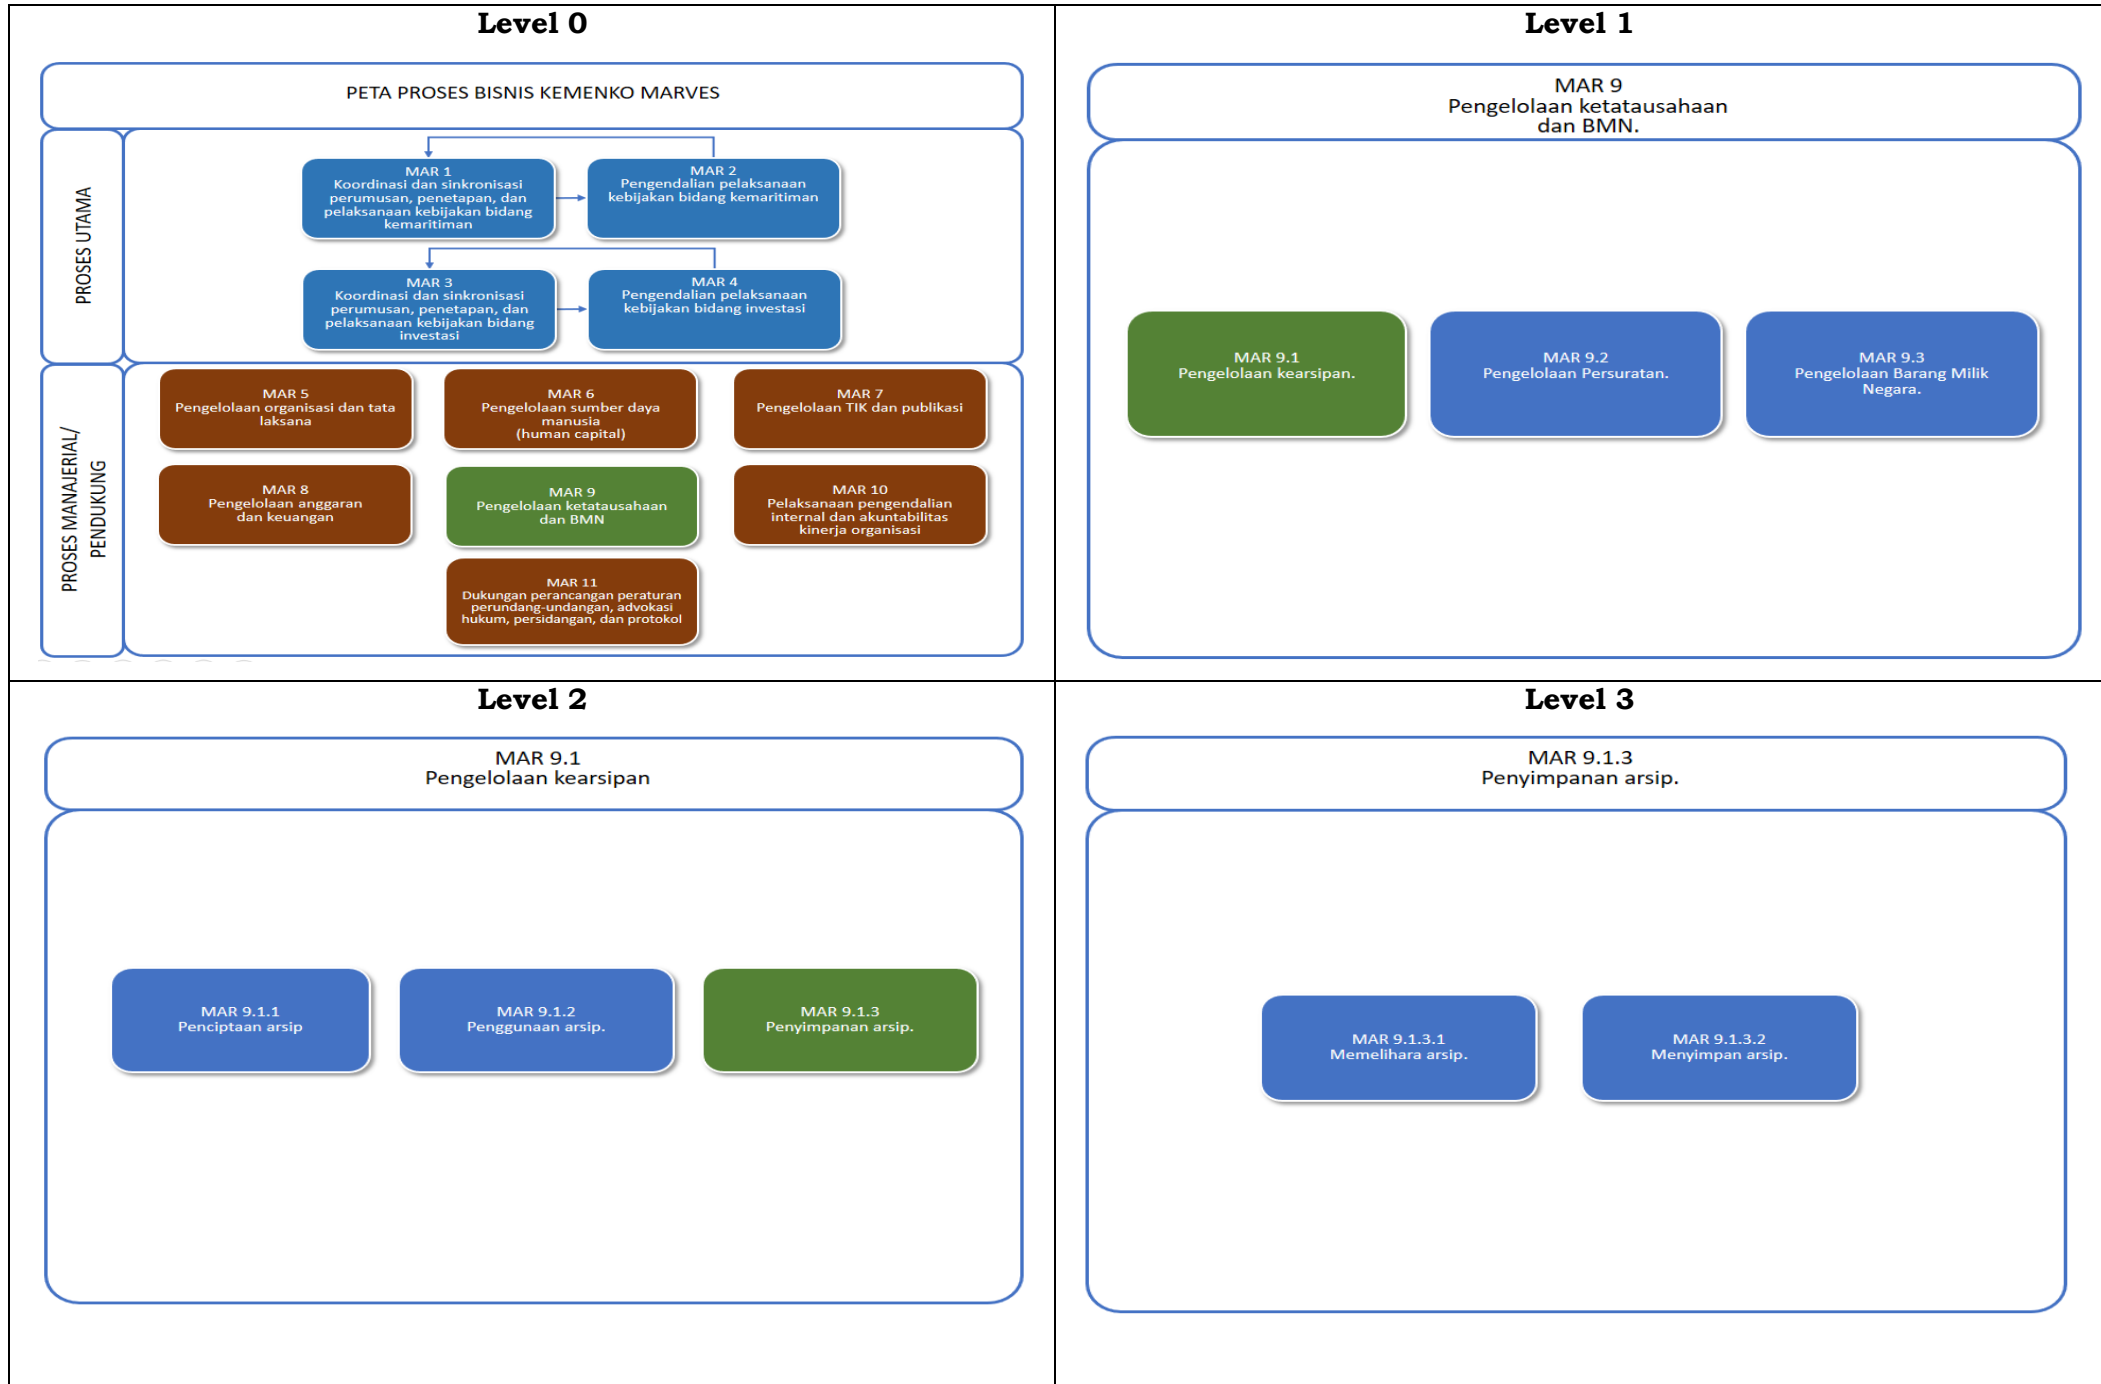 Level 0
PETA PROSES BISNIS KEMENKO MARVES
PROSES UTAMA
MAR 1
Koordinasi dan sinkronisasi
perumusan, penetapan, dan
pelaksanaan kebijakan bidang
kemaritiman
MAR 2
Pengendalian pelaksanaan
kebijakan bidang kemaritiman
MAR 3
Koordinasi dan sinkronisasi
perumusan, penetapan, dan
pelaksanaan kebijakan bidang
investasi
MAR 4
Pengendalian pelaksanaan
kebijakan bidang investasi
PROSES MANAJERIAL/
PENDUKUNG
MAR 5
Pengelolaan organisasi dan tata
laksana
MAR 6
Pengelolaan sumber daya
manusia
(human capital)
MAR 7
Pengelolaan TIK dan publikasi
MAR 8
Pengelolaan anggaran
dan keuangan
MAR 9
Pengelolaan ketatausahaan
dan BMN
MAR 10
Pelaksanaan pengendalian
internal dan akuntabilitas
kinerja organisasi
MAR 11
Dukungan perancangan peraturan
perundang-undangan, advokasi
hukum, persidangan, dan protokol
Level 1
MAR 9
Pengelolaan ketatausahaan
dan BMN.
MAR 9.1
Pengelolaan kearsipan.
MAR 9.2
Pengelolaan Persuratan.
MAR 9.3
Pengelolaan Barang Milik
Negara.
Level 2
MAR 9.1
Pengelolaan kearsipan
MAR 9.1.1
Penciptaan arsip
MAR 9.1.2
Penggunaan arsip.
MAR 9.1.3
Penyimpanan arsip.
Level 3
MAR 9.1.3
Penyimpanan arsip.
MAR 9.1.3.1
Memelihara arsip.
MAR 9.1.3.2
Menyimpan arsip.